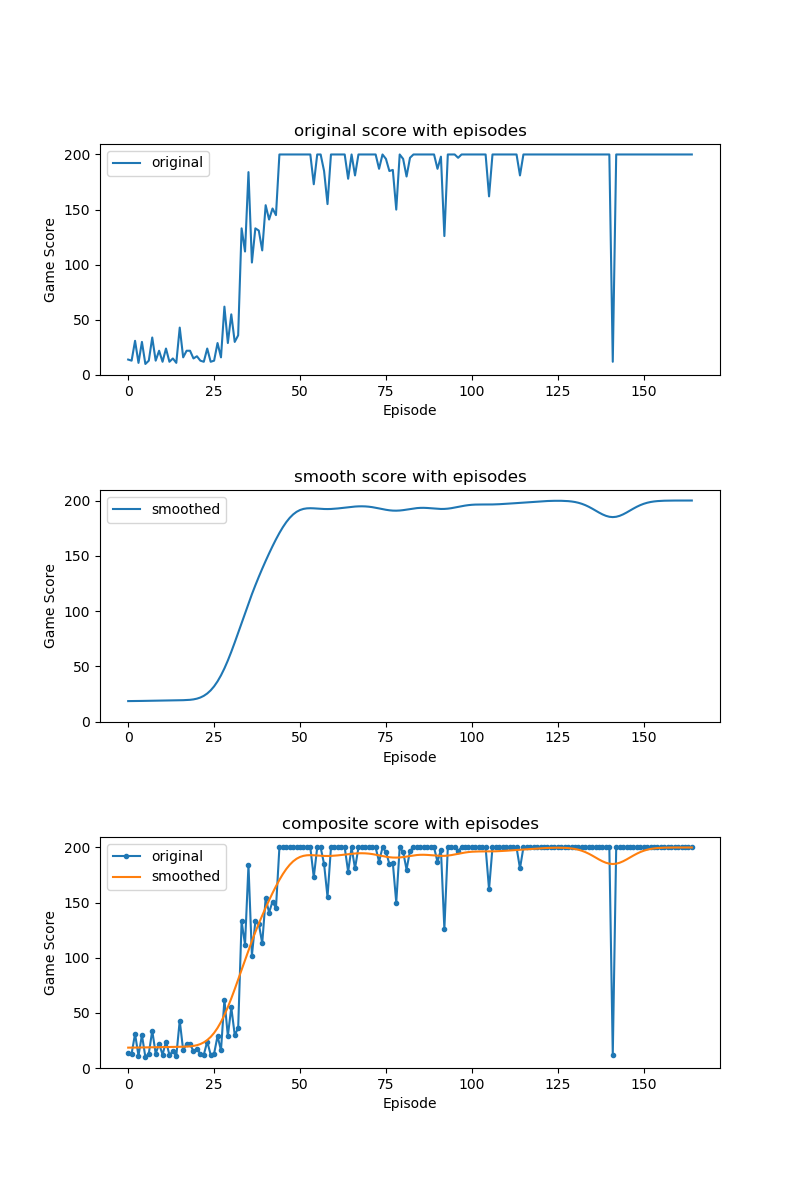 original score with episodes
original
200
150
100
50
0
Game Score
0 25 50 75 100 125 150
Episode
smooth score with episodes
smoothed
200
150
100
50
0
Game Score
0 25 50 75 100 125 150
Episode
composite score with episodes
original
smoothed
200
150
100
50
0
Game Score
0 25 50 75 100 125 150
Episode